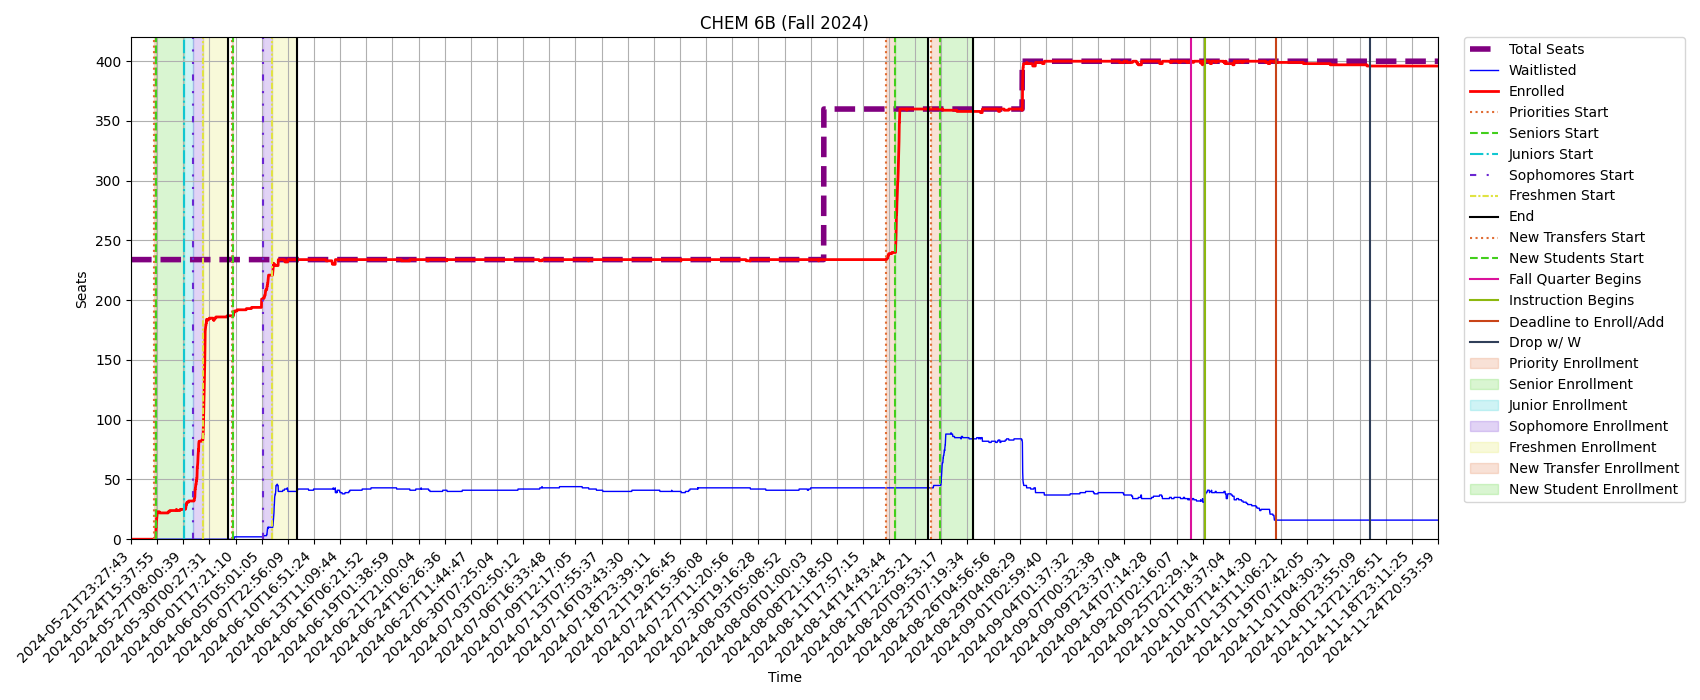 CHEM 6B (Fall 2024)
Seats
400
350
300
250
200
150
100
50
0
2024-05-21T23:27:43
2024-05-24T15:37:55
2024-05-27T08:00:39
2024-05-30T00:27:31
2024-06-01T17:21:10
2024-06-05T05:01:05
2024-06-07T22:56:09
2024-06-10T16:51:24
2024-06-13T11:09:44
2024-06-16T06:21:52
2024-06-19T01:38:59
2024-06-21T21:00:04
2024-06-24T16:26:36
2024-06-27T11:44:47
2024-06-30T07:25:04
2024-07-03T02:50:12
2024-07-06T16:33:48
2024-07-09T12:17:05
2024-07-13T07:55:37
2024-07-16T03:43:30
2024-07-18T23:39:11
2024-07-21T19:26:45
2024-07-24T15:36:08
2024-07-27T11:20:56
2024-07-30T19:16:28
2024-08-03T05:08:52
2024-08-06T01:00:03
2024-08-08T21:18:50
2024-08-11T17:57:15
2024-08-14T14:43:44
2024-08-17T12:25:21
2024-08-20T09:53:17
2024-08-23T07:19:34
2024-08-26T04:56:56
2024-08-29T04:08:29
2024-09-01T02:59:40
2024-09-04T01:37:32
2024-09-07T00:32:38
2024-09-09T23:37:04
2024-09-14T07:14:28
2024-09-20T02:16:07
2024-09-25T22:29:14
2024-10-01T18:37:04
2024-10-07T14:14:30
2024-10-13T11:06:21
2024-10-19T07:42:05
2024-11-01T04:30:31
2024-11-06T23:55:09
2024-11-12T21:26:51
2024-11-18T23:11:25
2024-11-24T20:53:59
Time
Total Seats
Waitlisted
Enrolled
Priorities Start
Seniors Start
Juniors Start
Sophomores Start
Freshmen Start
End
New Transfers Start
New Students Start
Fall Quarter Begins
Instruction Begins
Deadline to Enroll/Add
Drop w/ W
Priority Enrollment
Senior Enrollment
Junior Enrollment
Sophomore Enrollment
Freshmen Enrollment
New Transfer Enrollment
New Student Enrollment